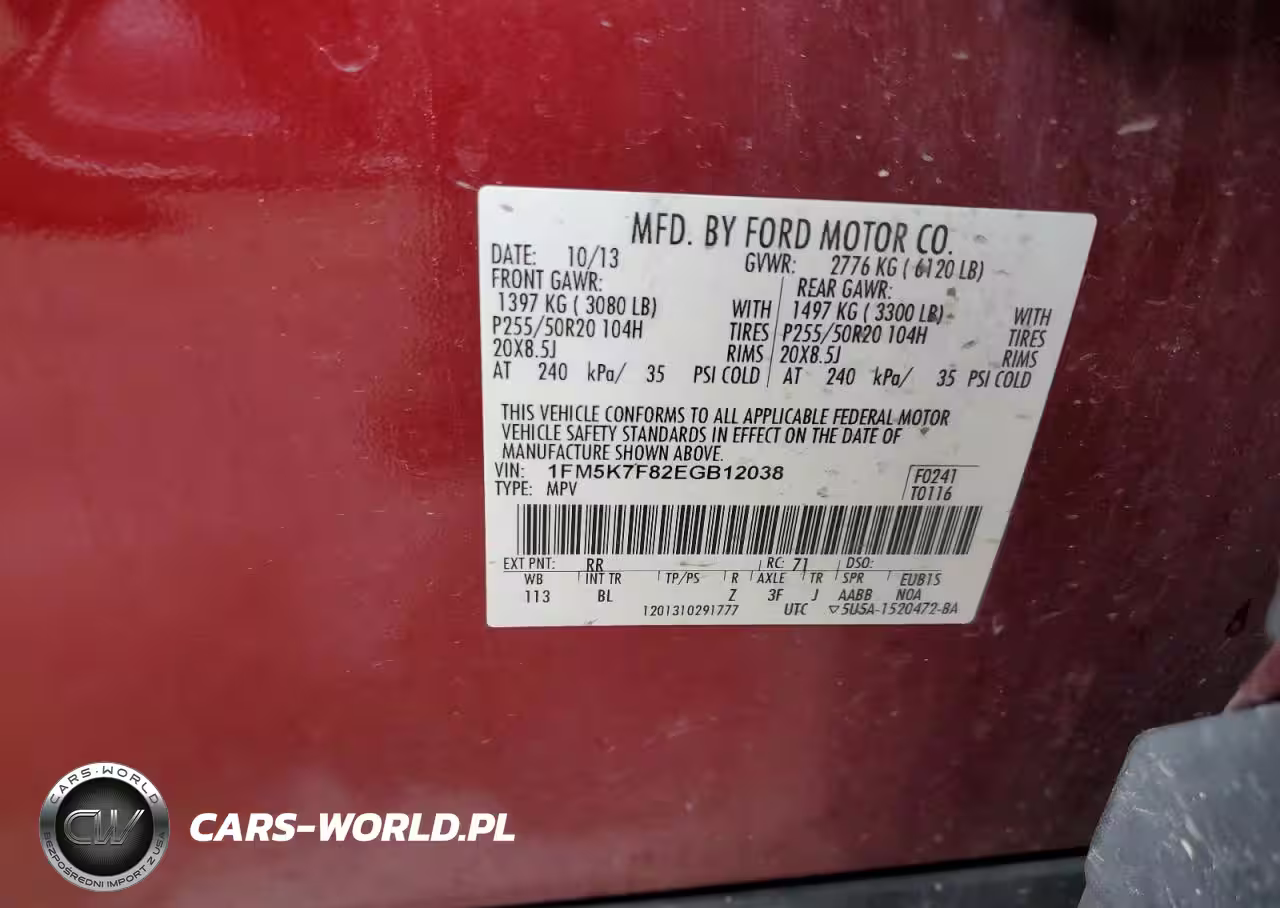 MFD. BY FORD MOTOR CO.
DATE: 10/13 GVWR: 2776 KG ( 6120 LB)
FRONT GAWR: REAR GAWR:
1397 KG ( 3080 LB) WITH 1497 KG ( 3300 LB) WITH
P255/50R20 104H TIRES P255/50R20 104H TIRES
20X8.5J RIMS 20X8.5J RIMS
AT 240 kPa/ 35 PSI COLD AT 240 kPa/ 35 PSI COLD
THIS VEHICLE CONFORMS TO ALL APPLICABLE FEDERAL MOTOR
VEHICLE SAFETY STANDARDS IN EFFECT ON THE DATE OF
MANUFACTURE SHOWN ABOVE.
VIN: 1FM5K7F82EGB12038 F0241
TYPE: MPV T0116
EXT PNT: RR RC: 71 DSO:
WB INT TR TP/PS R AXLE TR SPR EUB1S
113 BL Z 3F J AABB NOA
1201310291777 UTC ▽5U5A-1520472-BA
CARS-WORLD
CW
BEZPOŚREDNI IMPORT Z USA
CARS-WORLD.PL